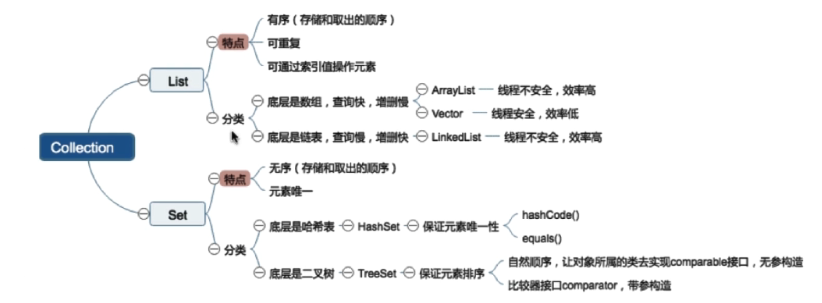 Collection
List
特点
有序（存储和取出的顺序）
可重复
可通过索引值操作元素
分类
底层是数组，查询快，增删慢
ArrayList
线程不安全，效率高
Vector
线程安全，效率低
底层是链表，查询慢，增删快
LinkedList
线程不安全，效率高
Set
特点
无序（存储和取出的顺序）
元素唯一
分类
底层是哈希表
HashSet
保证元素唯一性
hashCode()
equals()
底层是二叉树
TreeSet
保证元素排序
自然顺序，让对象所属的类去实现comparable接口，无参构造
比较器接口comparator，带参构造